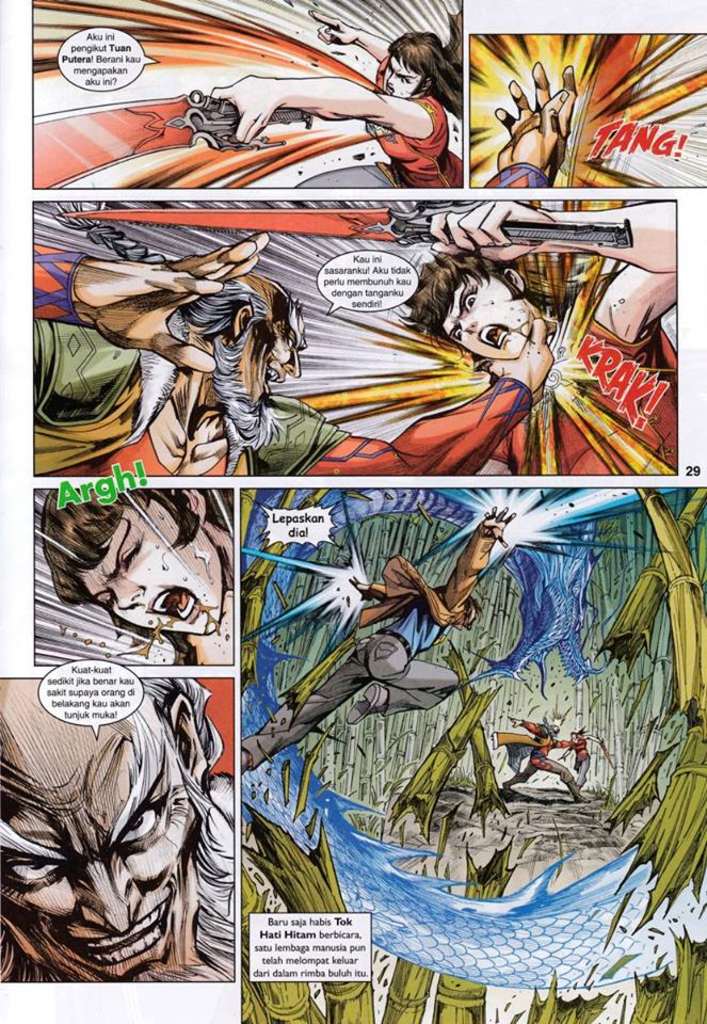 Aku ini
pengikut Tuan
Putera! Berani kau
mengapakan
aku ini?
TANG!
Kau ini
sasaranku! Aku tidak
perlu membunuh kau
dengan tanganku
sendiri!
KRAK!
29
Argh!
Kuat-kuat
sedikit jika benar kau
sakit supaya orang di
belakang kau akan
tunjuk muka!
Lepaskan
dia!
Baru saja habis Tok
Hati Hitam berbicara,
satu lembaga manusia pun
telah melompat keluar
dari dalam rimba buluh itu.